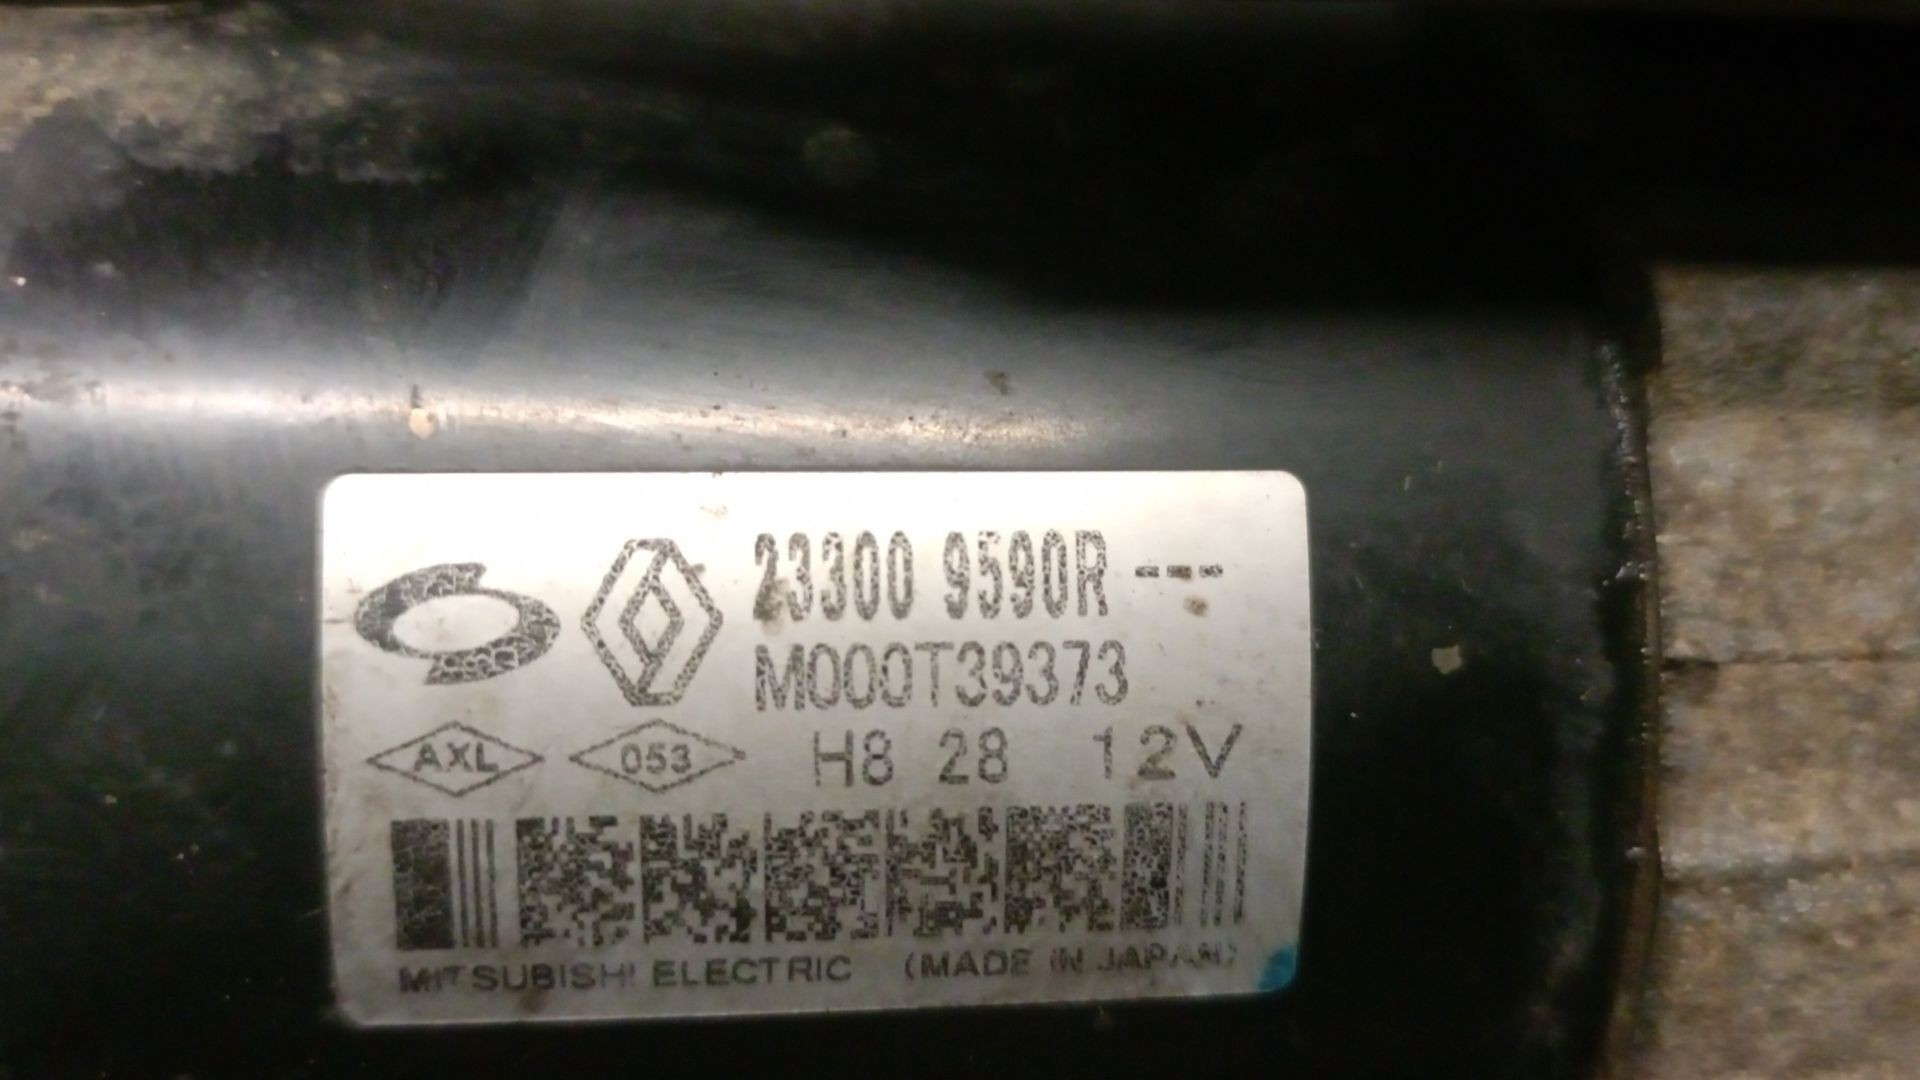 23300 9590R ---
M000T39373
AXL 053 H8 28 12V
MITSUBISHI ELECTRIC (MADE IN JAPAN)